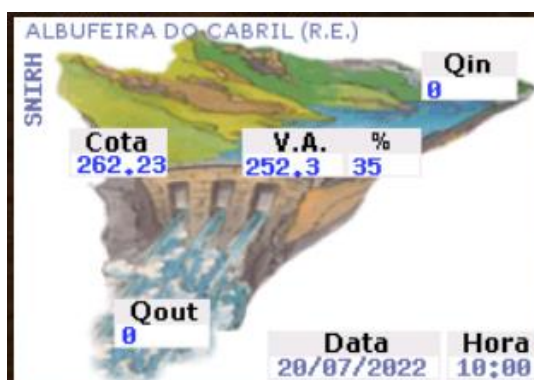 ALBUFEIRA DO CABRIL (R.E.)
SNIRH
Qin
0
Cota
262.23
V.A. %
252.3 35
Qout
0
Data Hora
20/07/2022 10:00